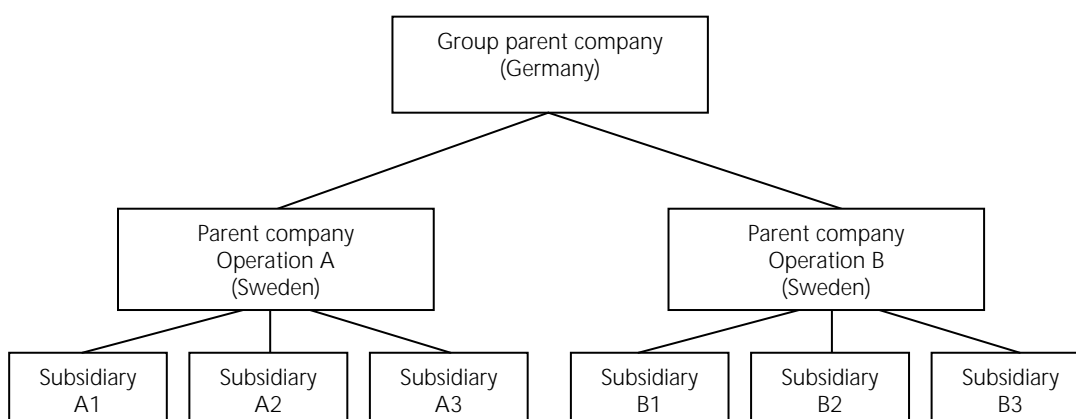 Group parent company
(Germany)
Parent company
Operation A
(Sweden)
Parent company
Operation B
(Sweden)
Subsidiary
A1
Subsidiary
A2
Subsidiary
A3
Subsidiary
B1
Subsidiary
B2
Subsidiary
B3